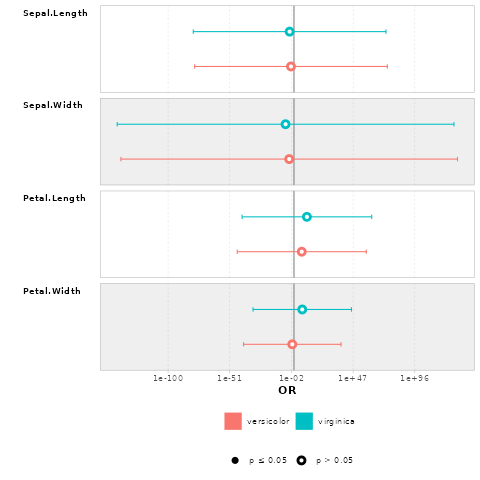 Sepal.Length
Sepal.Width
Petal.Length
Petal.Width
1e-100 1e-51 1e-02 1e+47 1e+96
OR
versicolor virginica
p ≤ 0.05 p > 0.05